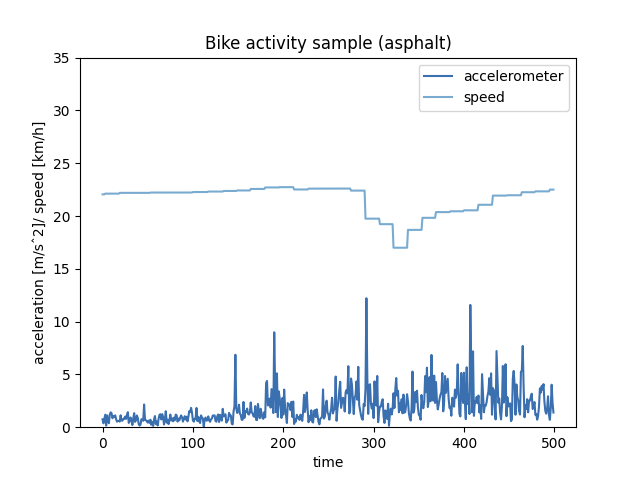 Bike activity sample (asphalt)
accelerometer
speed
35
30
25
20
15
10
5
0
acceleration [m/s^2]/ speed [km/h]
0 100 200 300 400 500
time